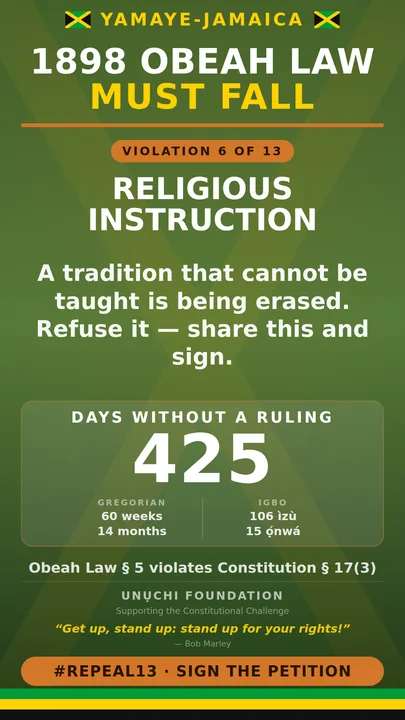 YAMAYE-JAMAICA
1898 OBEAH LAW
MUST FALL
VIOLATION 6 OF 13
RELIGIOUS
INSTRUCTION
A tradition that cannot be
taught is being erased.
Refuse it — share this and
sign.
DAYS WITHOUT A RULING
425
GREGORIAN
60 weeks
14 months
IGBO
106 ìzù
15 ọ́nwá
Obeah Law § 5 violates Constitution § 17(3)
UNỤCHI FOUNDATION
Supporting the Constitutional Challenge
“Get up, stand up: stand up for your rights!”
— Bob Marley
#REPEAL13 · SIGN THE PETITION